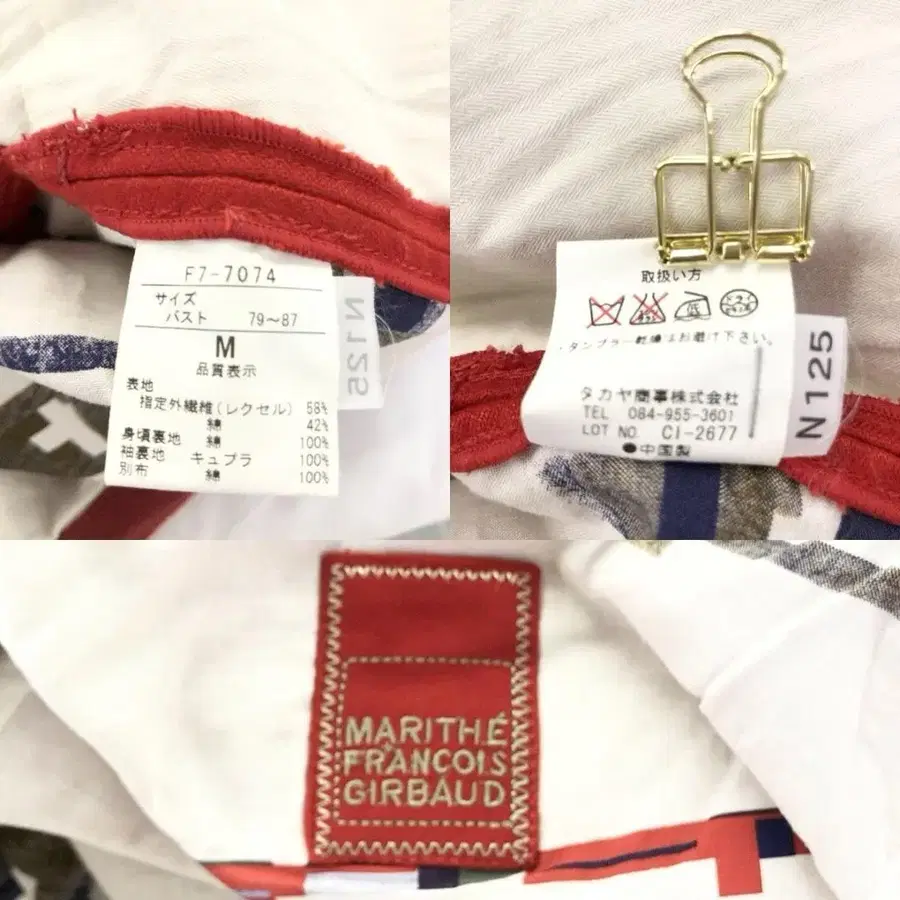 F7-7074
サイズ
バスト 79～87
M
品質表示
表地
指定外繊維(レクセル) 58%
綿 42%
身頃裏地 綿 100%
袖裏地 キュプラ 100%
別布 綿 100%
N125
取扱い方
低
ドライ
・タンブラー乾燥はお避け下さい。
タカヤ商事株式会社
TEL 084-955-3601
LOT NO. CI-2677
●中国製
N125
MARITHÉ
FRANCOIS
GIRBAUD